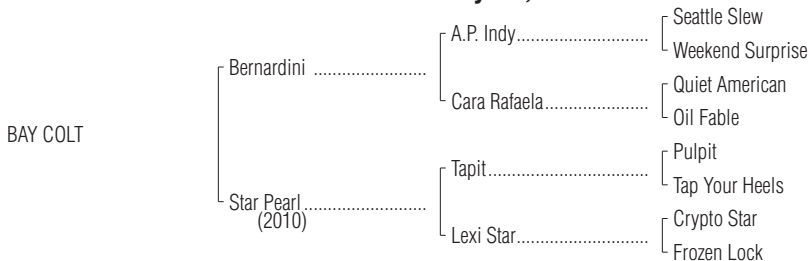 Seattle Slew
A.P. Indy
Weekend Surprise
Bernardini
Quiet American
Cara Rafaela
Oil Fable
BAY COLT
Pulpit
Tapit
Tap Your Heels
Star Pearl
(2010)
Crypto Star
Lexi Star
Frozen Lock